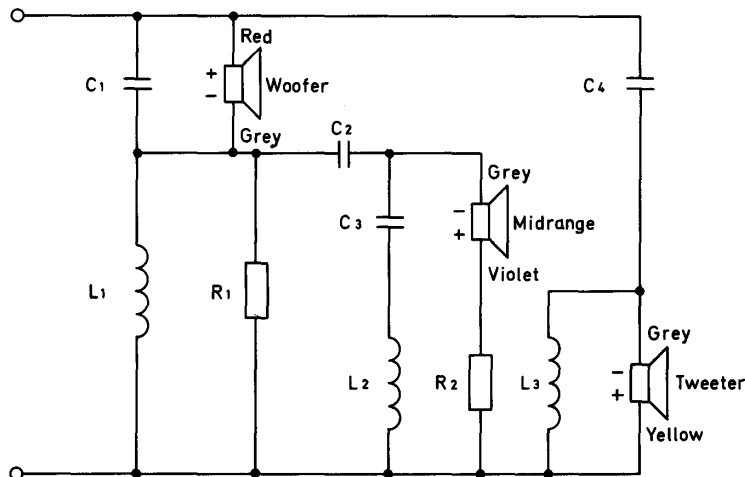 Red
C1
+
-
Woofer
C4
Grey
C2
Grey
C3
-
+
Midrange
Violet
L1
R1
L2
R2
L3
Grey
-
+
Tweeter
Yellow